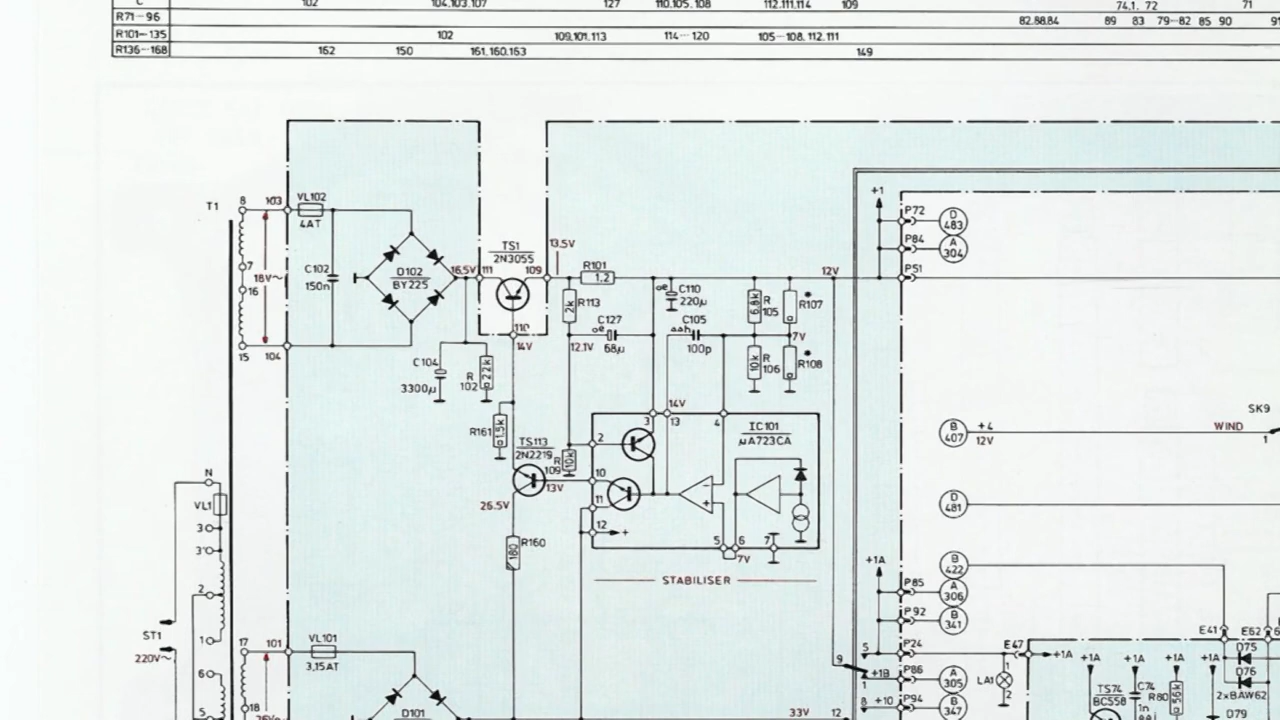 C 102 104.103.107 127 110.105.108 112.111.114 109 74.1. 72 71
R71-96 82.88.84 89 83 79-82 85 90
R101-135 102 109.101.113 114-120 105-108. 112.111
R136-168 162 150 161.160.163 149
T1
8
103
VL102
4AT
7
16
18V~
15
104
C102
150n
D102
BY225
16.5V
111
TS1
2N3055
109
13.5V
110
14V
R101
1.2
2k
R113
C127
68µ
12.1V
C110
220µ
C105
100p
6.8k
R
105
R107
*
7V
10k
R
106
R108
*
12V
C104
3300µ
R
102
2.2k
R161
1.5k
TS113
2N2219
R
109
10k
13V
26.5V
R160
180
14V
3
13
4
IC101
µA723CA
2
10
11
12
+
-
+
5
6
7
7V
STABILISER
+1
P72
D
483
P84
A
304
P51
B
407
+4
12V
WIND
SK9
1
D
481
B
422
+1A
P85
A
306
P92
B
341
5
P24
E47
+1A
9
+1B
1
P86
A
305
8
+10
P94
B
347
LA1
1
2
E41
E62
D75
D76
2xBAW62
D79
+1A
+1A
+1A
+1A
TS74
BC558
C74
1n
R80
56k
N
VL1
3
3'
2
1
6
5
ST1
220V~
17
101
VL101
3,15AT
18
D101
33V
12